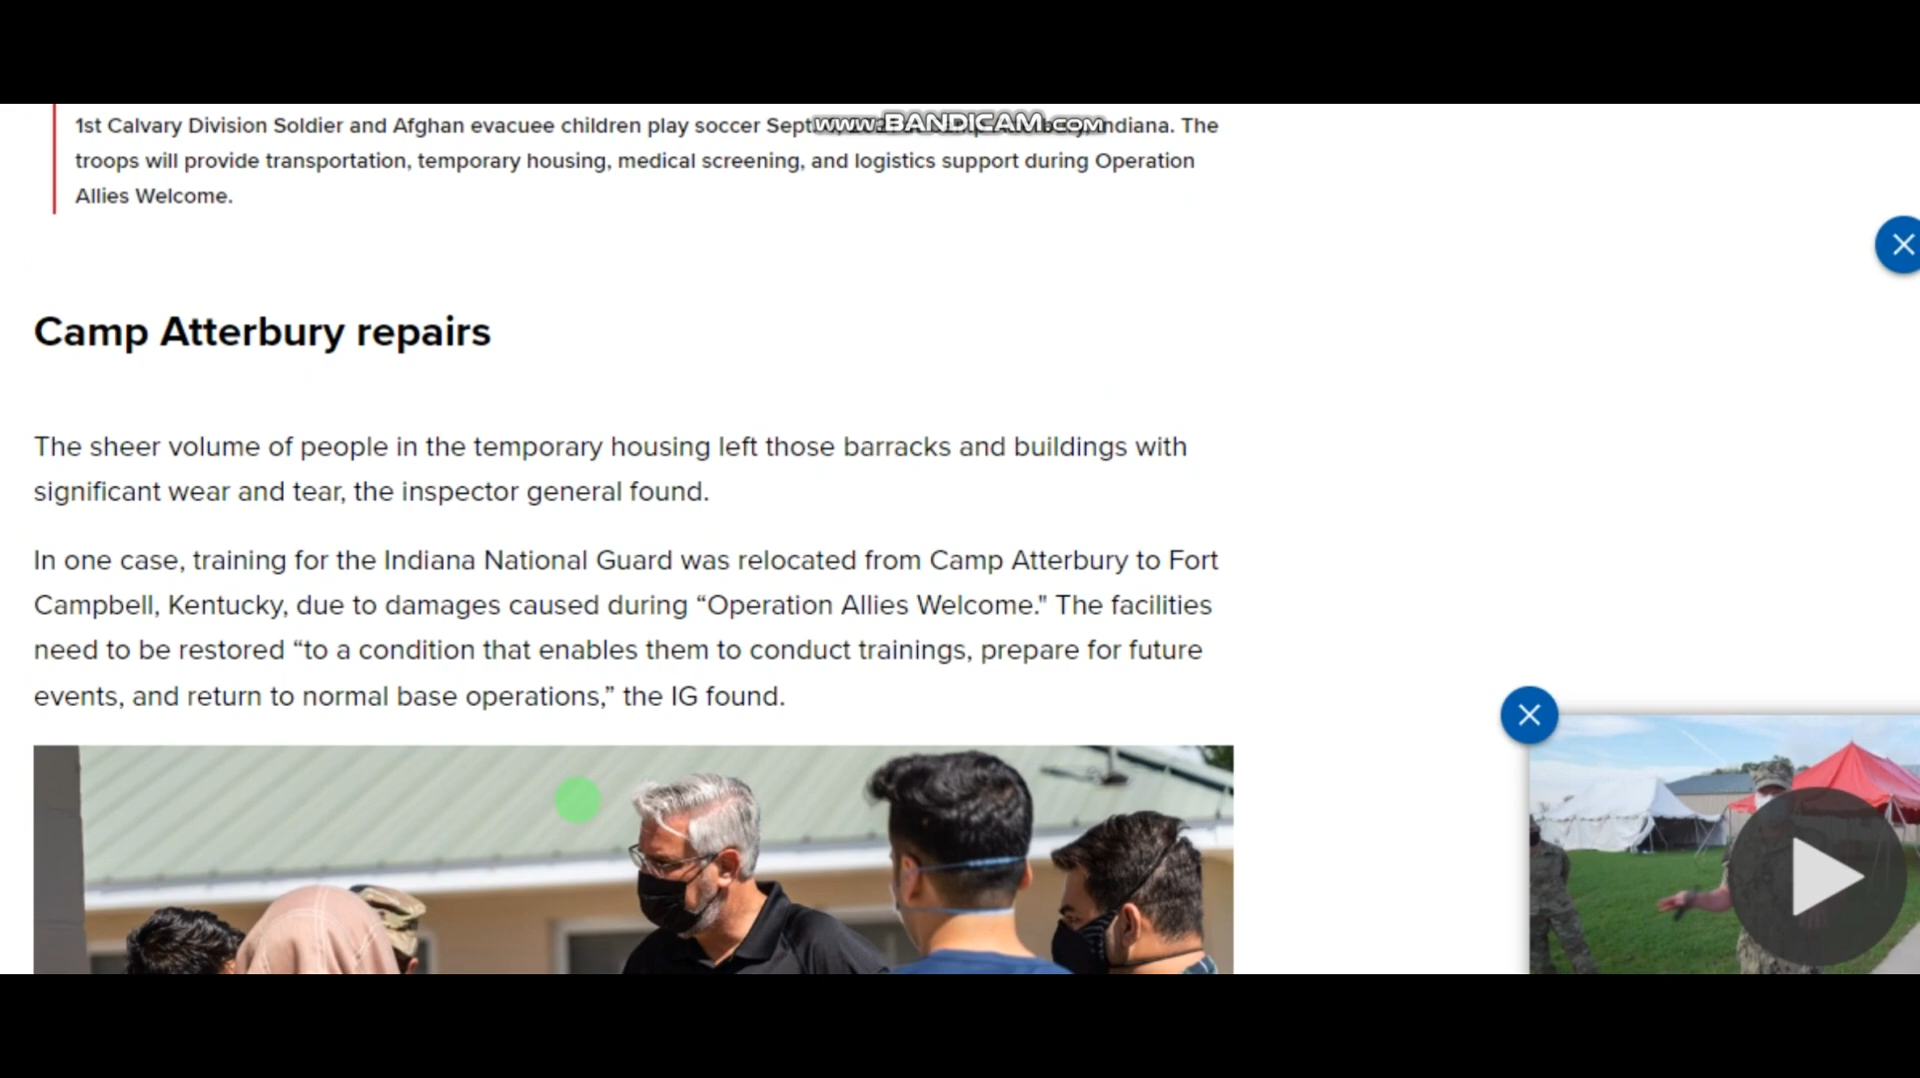 1st Calvary Division Soldier and Afghan evacuee children play soccer Sept www.BANDICAM.COM Indiana. The
troops will provide transportation, temporary housing, medical screening, and logistics support during Operation
Allies Welcome.
Camp Atterbury repairs
The sheer volume of people in the temporary housing left those barracks and buildings with
significant wear and tear, the inspector general found.
In one case, training for the Indiana National Guard was relocated from Camp Atterbury to Fort
Campbell, Kentucky, due to damages caused during “Operation Allies Welcome." The facilities
need to be restored “to a condition that enables them to conduct trainings, prepare for future
events, and return to normal base operations,” the IG found.